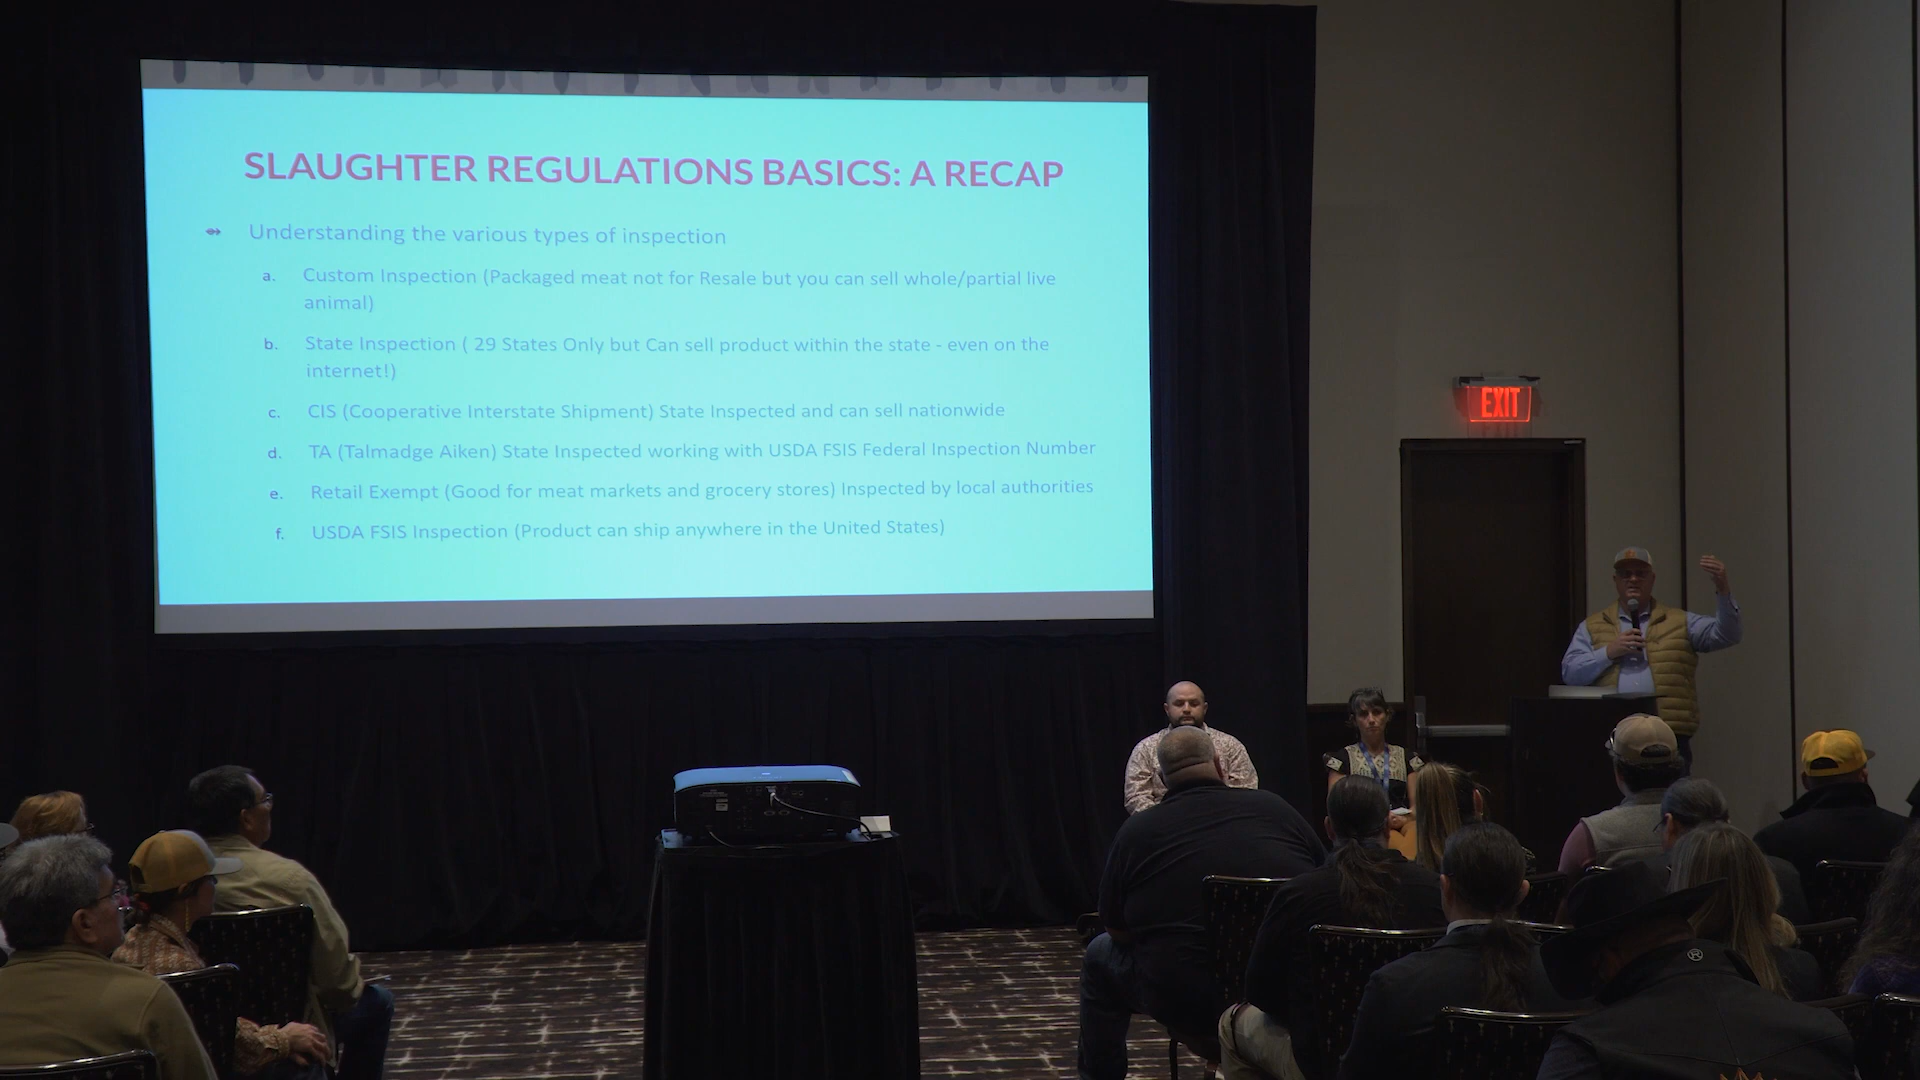 SLAUGHTER REGULATIONS BASICS: A RECAP
Understanding the various types of inspection
a. Custom Inspection (Packaged meat not for Resale but you can sell whole/partial live
animal)
b. State Inspection ( 29 States Only but Can sell product within the state - even on the
internet!)
c. CIS (Cooperative Interstate Shipment) State Inspected and can sell nationwide
d. TA (Talmadge Aiken) State Inspected working with USDA FSIS Federal Inspection Number
e. Retail Exempt (Good for meat markets and grocery stores) Inspected by local authorities
f. USDA FSIS Inspection (Product can ship anywhere in the United States)
EXIT